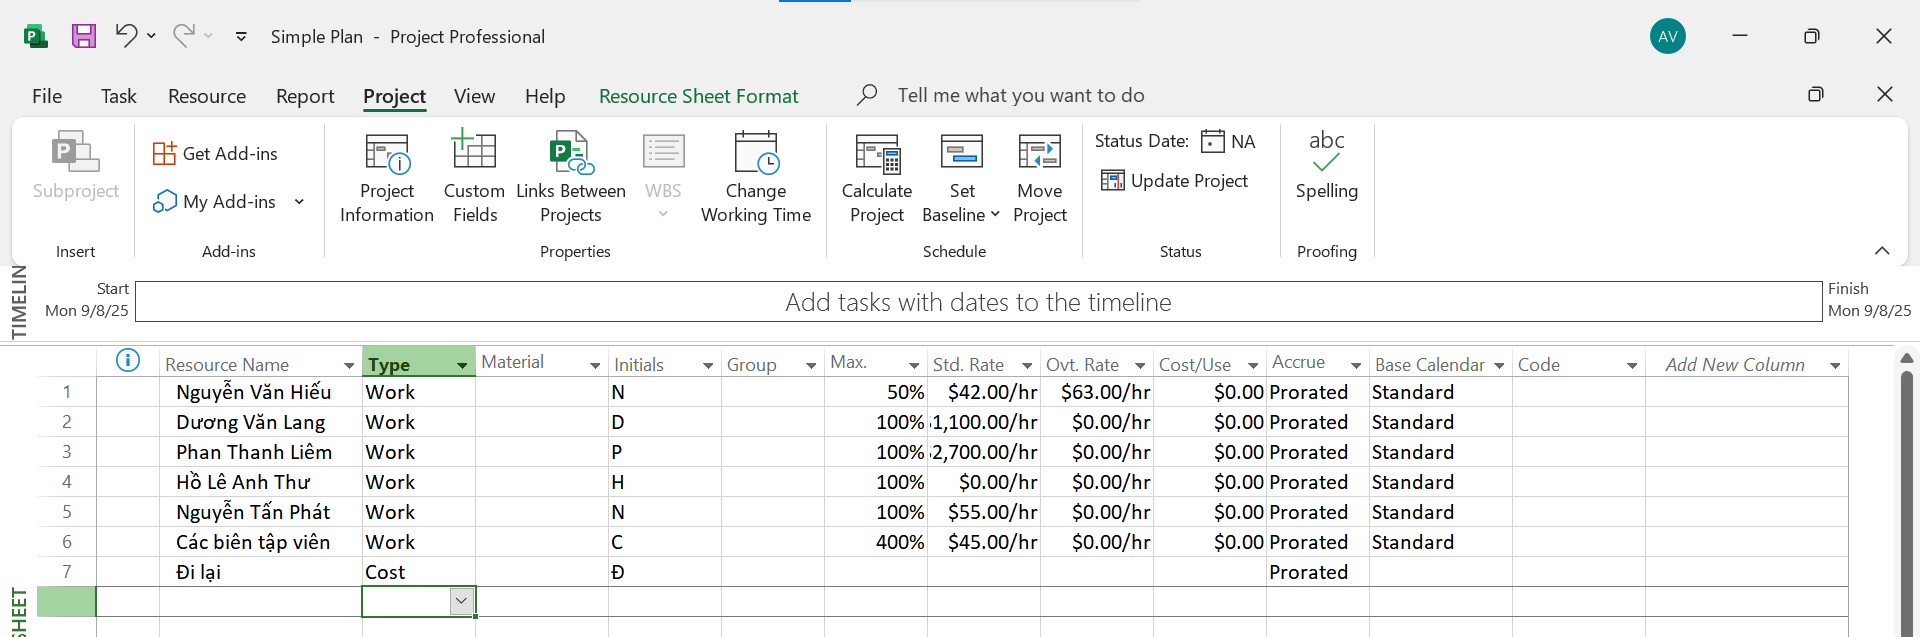 Simple Plan - Project Professional
AV
File Task Resource Report Project View Help Resource Sheet Format Tell me what you want to do
Subproject
Insert
Get Add-ins
My Add-ins
Add-ins
Project Information
Custom Fields
Links Between Projects
WBS
Change Working Time
Properties
Calculate Project
Set Baseline
Move Project
Schedule
Status Date: NA
Update Project
Status
abc
Spelling
Proofing
TIMELIN
Start
Mon 9/8/25
Add tasks with dates to the timeline
Finish
Mon 9/8/25
Resource Name Type Material Initials Group Max. Std. Rate Ovt. Rate Cost/Use Accrue Base Calendar Code Add New Column
1 Nguyễn Văn Hiếu Work N 50% $42.00/hr $63.00/hr $0.00 Prorated Standard
2 Dương Văn Lang Work D 100% 1,100.00/hr $0.00/hr $0.00 Prorated Standard
3 Phan Thanh Liêm Work P 100% 2,700.00/hr $0.00/hr $0.00 Prorated Standard
4 Hồ Lê Anh Thư Work H 100% $0.00/hr $0.00/hr $0.00 Prorated Standard
5 Nguyễn Tấn Phát Work N 100% $55.00/hr $0.00/hr $0.00 Prorated Standard
6 Các biên tập viên Work C 400% $45.00/hr $0.00/hr $0.00 Prorated Standard
7 Đi lại Cost Đ Prorated
SHEET